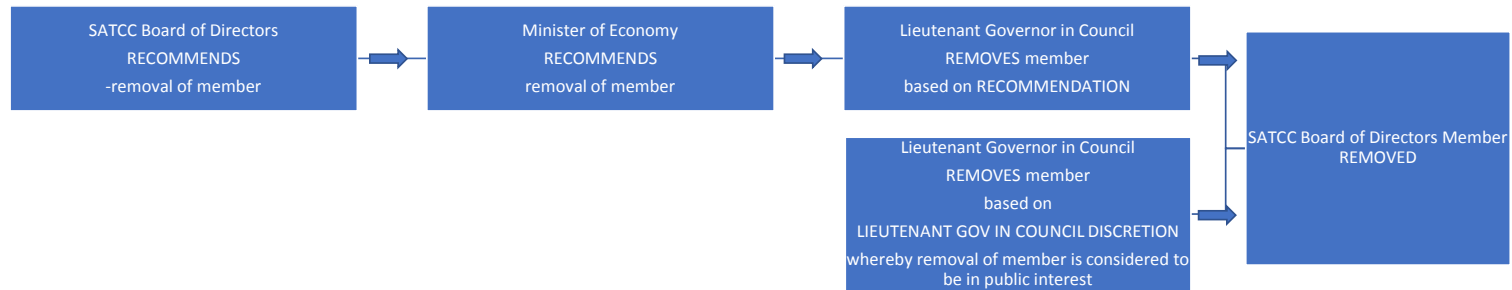 SATCC Board of Directors
RECOMMENDS
-removal of member
Minister of Economy
RECOMMENDS
removal of member
Lieutenant Governor in Council
REMOVES member
based on RECOMMENDATION
Lieutenant Governor in Council
REMOVES member
based on
LIEUTENANT GOV IN COUNCIL DISCRETION
whereby removal of member is considered to
be in public interest
SATCC Board of Directors Member
REMOVED